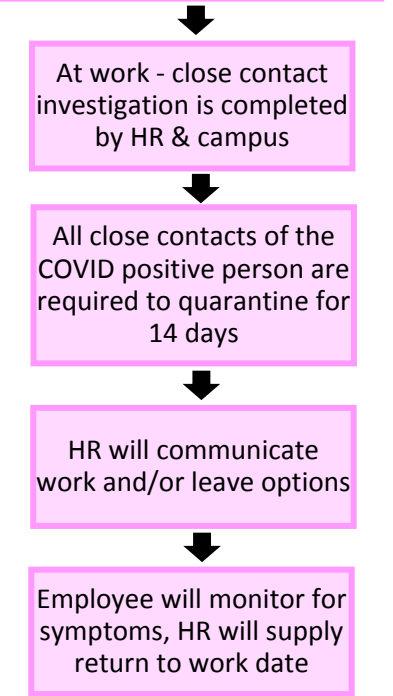 At work - close contact
investigation is completed
by HR & campus
All close contacts of the
COVID positive person are
required to quarantine for
14 days
HR will communicate
work and/or leave options
Employee will monitor for
symptoms, HR will supply
return to work date